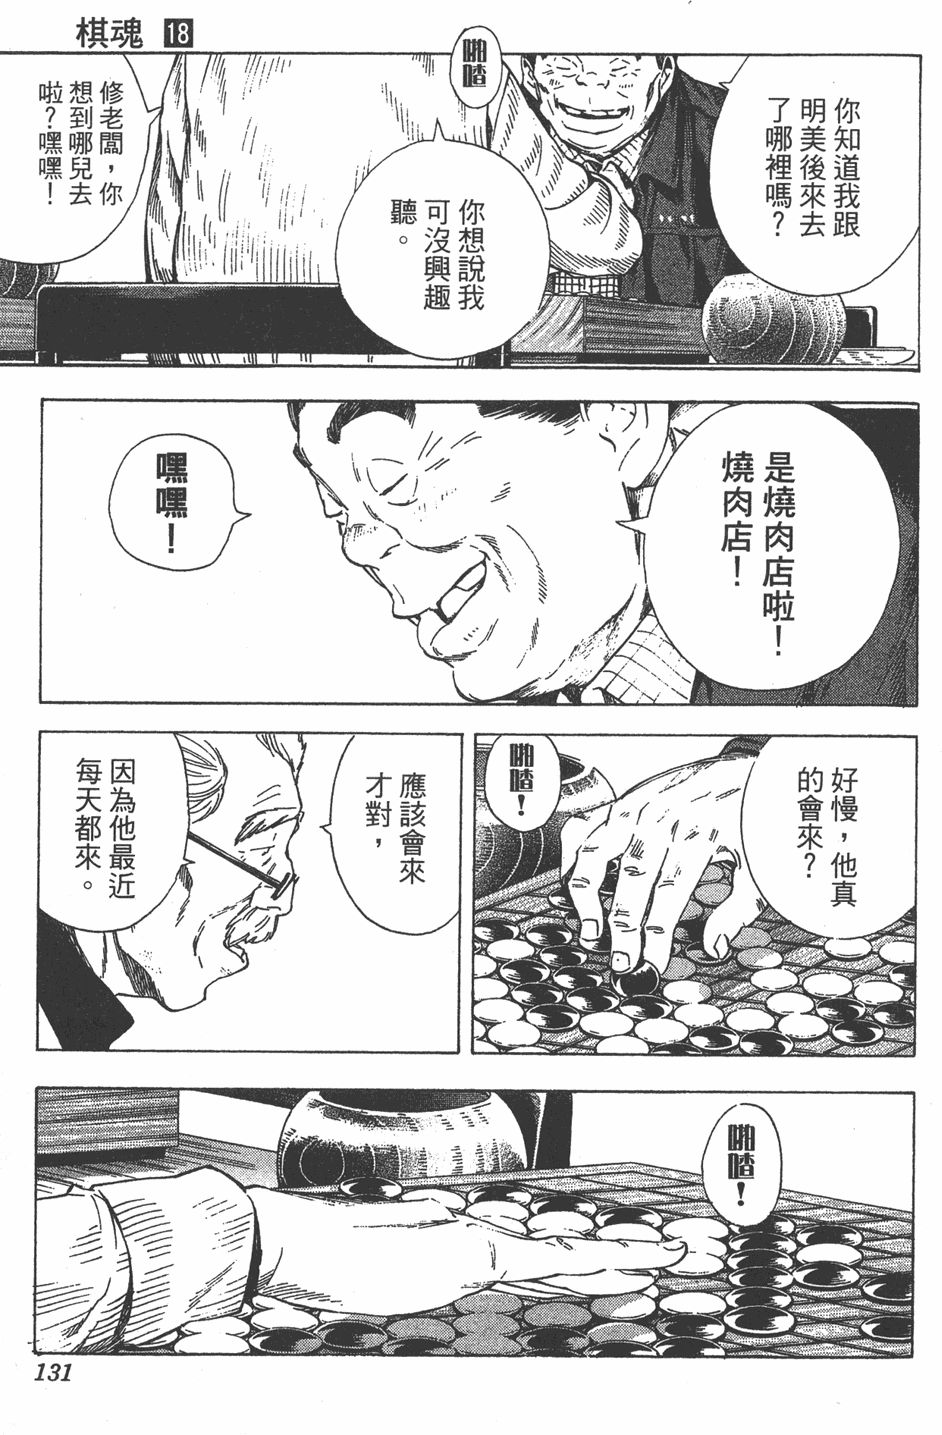 棋魂 18
你知道我跟
明美後來去
了哪裡嗎？
啪喳
你想說我
可沒興趣
聽。
修老闆，你
想到哪兒去
啦？嘿嘿！
是燒肉店啦！
燒肉店！
嘿嘿！
好慢，他真
的會來？
啪喳！
應該會來
才對，
因為他最近
每天都來。
啪喳！
131